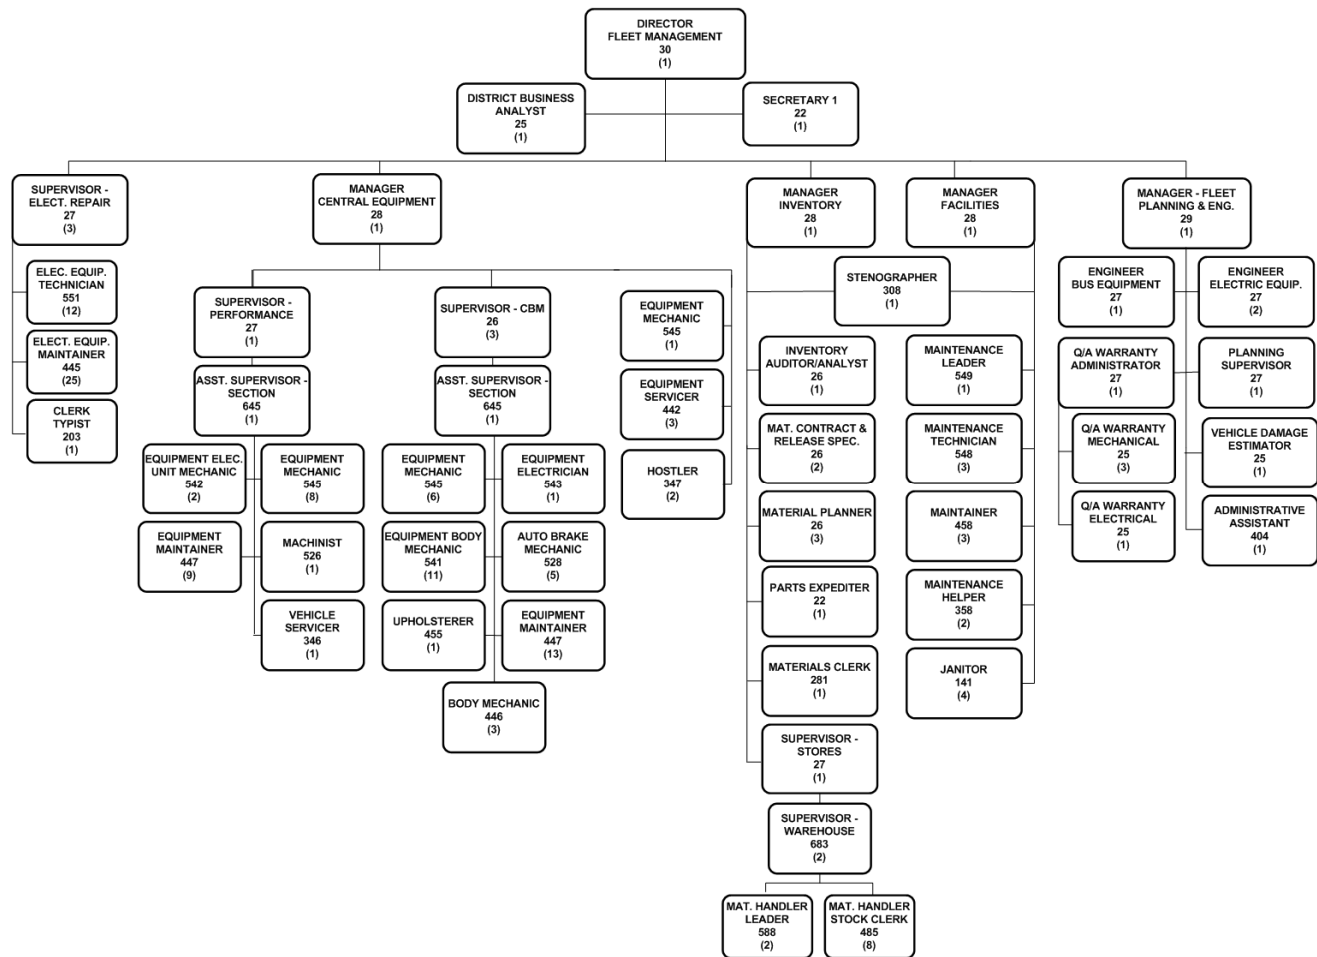 DIRECTOR
FLEET MANAGEMENT
30
(1)
DISTRICT BUSINESS
ANALYST
25
(1)
SECRETARY 1
22
(1)
SUPERVISOR -
ELECT. REPAIR
27
(3)
MANAGER
CENTRAL EQUIPMENT
28
(1)
MANAGER
INVENTORY
28
(1)
MANAGER
FACILITIES
28
(1)
MANAGER - FLEET
PLANNING & ENG.
29
(1)
ELEC. EQUIP.
TECHNICIAN
551
(12)
ELECT. EQUIP.
MAINTAINER
445
(25)
CLERK
TYPIST
203
(1)
SUPERVISOR -
PERFORMANCE
27
(1)
ASST. SUPERVISOR -
SECTION
645
(1)
EQUIPMENT ELEC.
UNIT MECHANIC
542
(2)
EQUIPMENT
MECHANIC
545
(8)
EQUIPMENT
MAINTAINER
447
(9)
MACHINIST
526
(1)
VEHICLE
SERVICER
346
(1)
SUPERVISOR - CBM
26
(3)
ASST. SUPERVISOR -
SECTION
645
(1)
EQUIPMENT
MECHANIC
545
(6)
EQUIPMENT
ELECTRICIAN
543
(1)
EQUIPMENT BODY
MECHANIC
541
(11)
AUTO BRAKE
MECHANIC
528
(5)
UPHOLSTERER
455
(1)
EQUIPMENT
MAINTAINER
447
(13)
BODY MECHANIC
446
(3)
EQUIPMENT
MECHANIC
545
(1)
EQUIPMENT
SERVICER
442
(3)
HOSTLER
347
(2)
STENOGRAPHER
308
(1)
INVENTORY
AUDITOR/ANALYST
26
(1)
MAT. CONTRACT &
RELEASE SPEC.
26
(2)
MATERIAL PLANNER
26
(3)
PARTS EXPEDITER
22
(1)
MATERIALS CLERK
281
(1)
SUPERVISOR -
STORES
27
(1)
SUPERVISOR -
WAREHOUSE
683
(2)
MAT. HANDLER
LEADER
588
(2)
MAT. HANDLER
STOCK CLERK
485
(8)
MAINTENANCE
LEADER
549
(1)
MAINTENANCE
TECHNICIAN
548
(3)
MAINTAINER
458
(3)
MAINTENANCE
HELPER
358
(2)
JANITOR
141
(4)
ENGINEER
BUS EQUIPMENT
27
(1)
ENGINEER
ELECTRIC EQUIP.
27
(2)
Q/A WARRANTY
ADMINISTRATOR
27
(1)
PLANNING
SUPERVISOR
27
(1)
Q/A WARRANTY
MECHANICAL
25
(3)
VEHICLE DAMAGE
ESTIMATOR
25
(1)
Q/A WARRANTY
ELECTRICAL
25
(1)
ADMINISTRATIVE
ASSISTANT
404
(1)